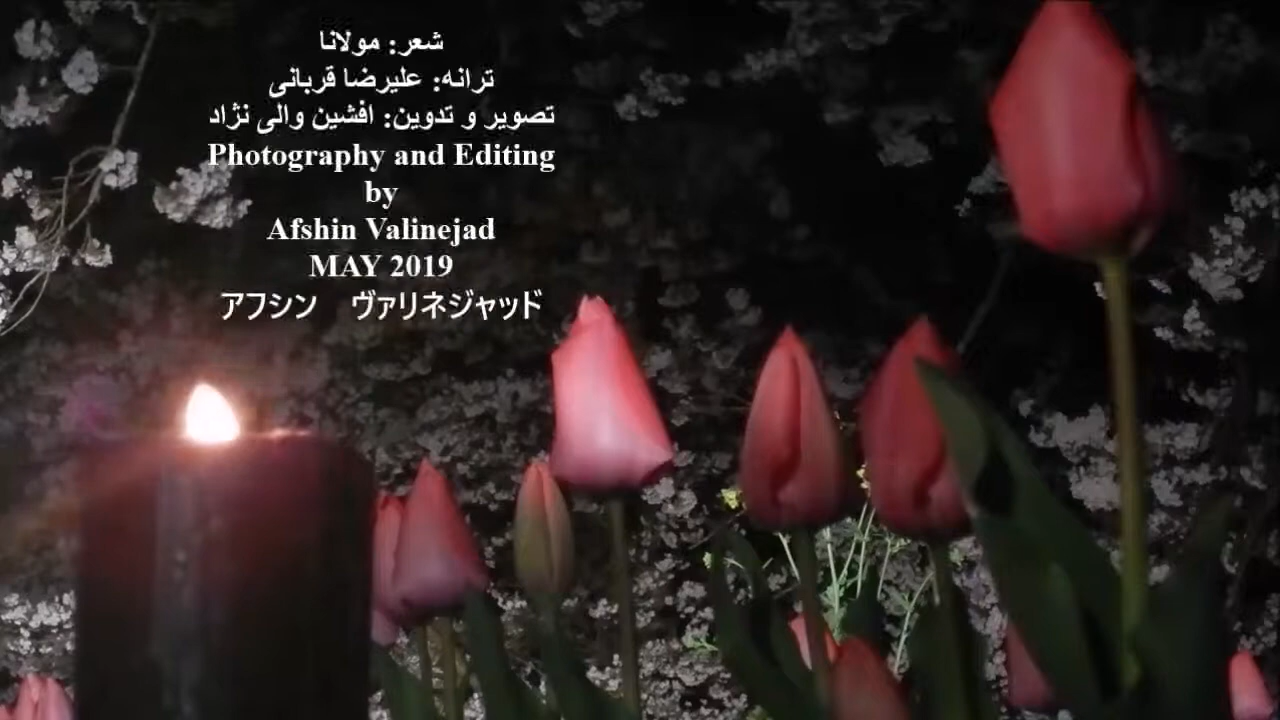 شعر: مولانا
ترانه: علیرضا قربانی
تصویر و تدوین: افشین والی نژاد
Photography and Editing
by
Afshin Valinejad
MAY 2019
アフシン　ヴァリネジャッド